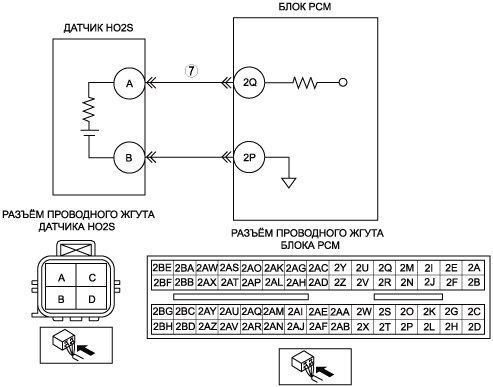 БЛОК PCM
ДАТЧИК HO2S
A
7
2Q
B
2P
РАЗЪЁМ ПРОВОДНОГО ЖГУТА
ДАТЧИКА HO2S
РАЗЪЁМ ПРОВОДНОГО ЖГУТА
БЛОКА PCM
A C
B D
2BE 2BA 2AW 2AS 2AO 2AK 2AG 2AC 2Y 2U 2Q 2M 2I 2E 2A
2BF 2BB 2AX 2AT 2AP 2AL 2AH 2AD 2Z 2V 2R 2N 2J 2F 2B
2BG 2BC 2AY 2AU 2AQ 2AM 2AI 2AE 2AA 2W 2S 2O 2K 2G 2C
2BH 2BD 2AZ 2AV 2AR 2AN 2AJ 2AF 2AB 2X 2T 2P 2L 2H 2D